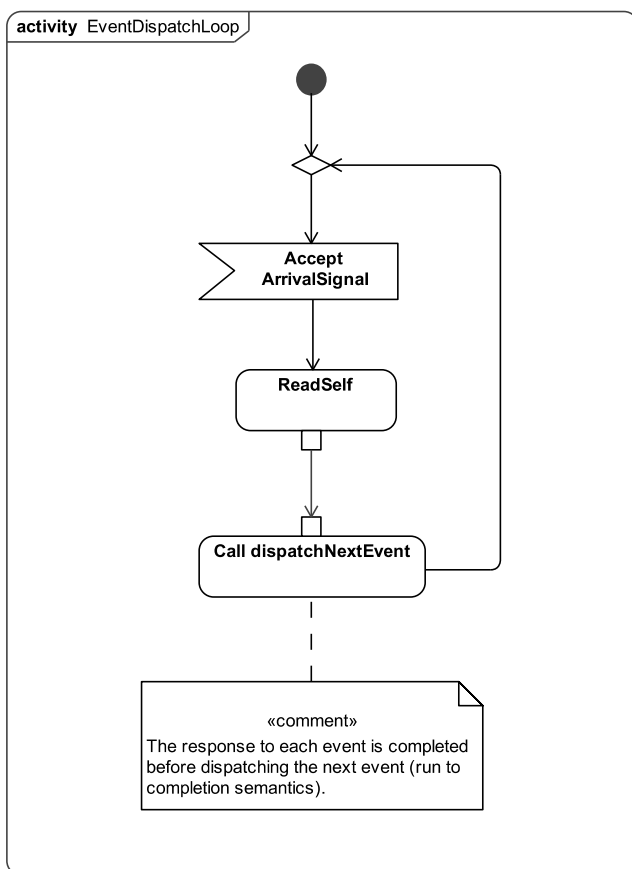 activity EventDispatchLoop
Accept
ArrivalSignal
ReadSelf
Call dispatchNextEvent
«comment»
The response to each event is completed
before dispatching the next event (run to
completion semantics).